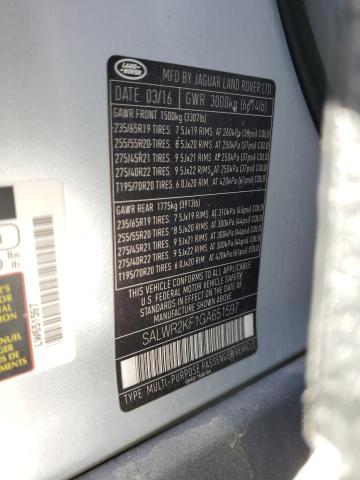 LAND ROVER
MFD BY JAGUAR LAND ROVER LTD
DATE 03/16 GWR 3000kg (6614lb)
GAWR FRONT 1500kg (3307lb)
235/65R19 TIRES 7.5Jx19 RIMS, AT 260kPa (38psi) COLD
255/55R20 TIRES 8.5Jx20 RIMS, AT 250kPa (37psi) COLD
275/45R21 TIRES 9.5Jx21 RIMS, AT 250kPa (37psi) COLD
275/40R22 TIRES 9.5Jx22 RIMS, AT 250kPa (37psi) COLD
T195/70R20 TIRES 6.0Jx20 RIM, AT 420kPa (61psi) COLD
GAWR REAR 1775kg (3913lb)
235/65R19 TIRES 7.5Jx19 RIMS, AT 310kPa (45psi) COLD
255/55R20 TIRES 8.5Jx20 RIMS, AT 300kPa (44psi) COLD
275/45R21 TIRES 9.5Jx21 RIMS, AT 300kPa (44psi) COLD
275/40R22 TIRES 9.5Jx22 RIMS, AT 300kPa (44psi) COLD
T195/70R20 TIRES 6.0Jx20 RIM, AT 420kPa (61psi) COLD
THIS VEHICLE CONFORMS TO ALL APPLICABLE
U.S. FEDERAL MOTOR VEHICLE SAFETY
STANDARDS IN EFFECT ON THE DATE OF
MANUFACTURE SHOWN ABOVE.
SALWR2KF1GA651597
TYPE MULTI-PURPOSE PASSENGER VEHICLE
lbs
LW651597